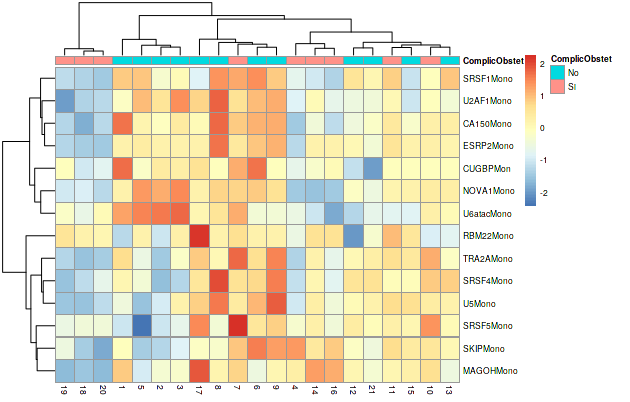 ComplicObstet
SRSF1Mono
U2AF1Mono
CA150Mono
ESRP2Mono
CUGBPMon
NOVA1Mono
U6atacMono
RBM22Mono
TRA2AMono
SRSF4Mono
U5Mono
SRSF5Mono
SKIPMono
MAGOHMono
19 18 20 1 5 2 3 17 8 7 6 9 4 14 16 12 21 11 15 10 13
2
1
0
-1
-2
ComplicObstet
No
Si